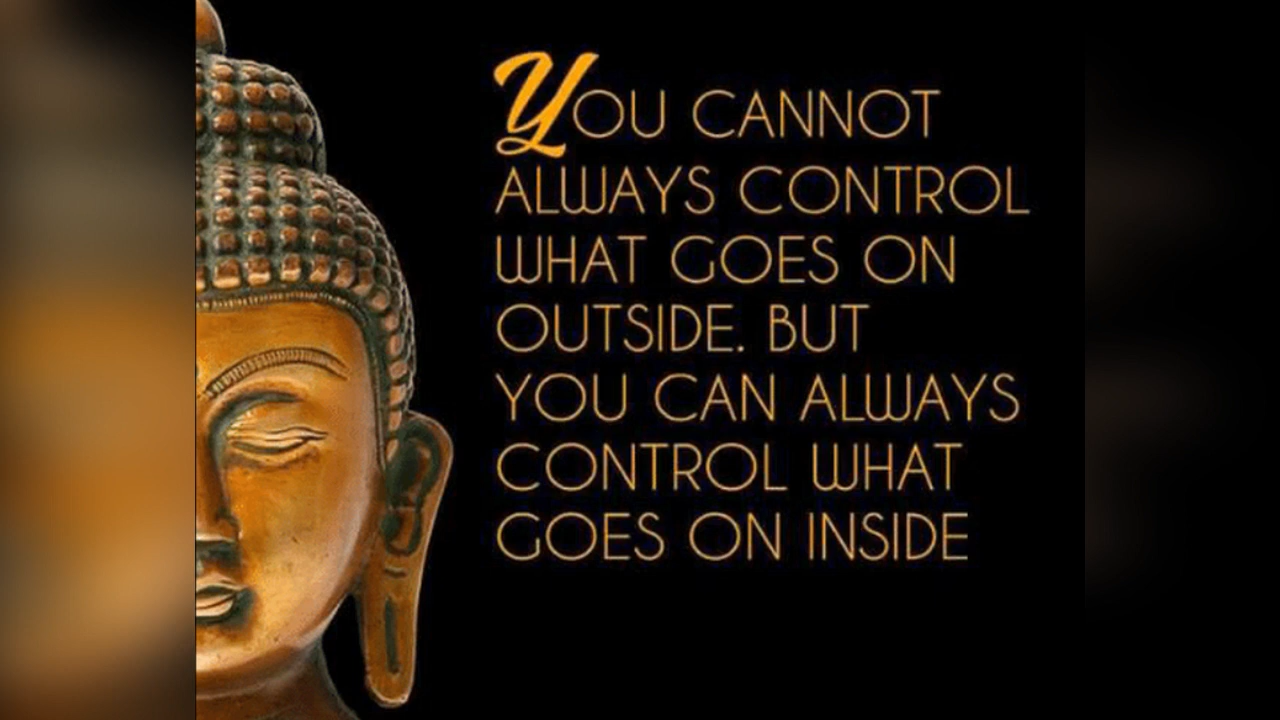 YOU CANNOT
ALWAYS CONTROL
WHAT GOES ON
OUTSIDE. BUT
YOU CAN ALWAYS
CONTROL WHAT
GOES ON INSIDE